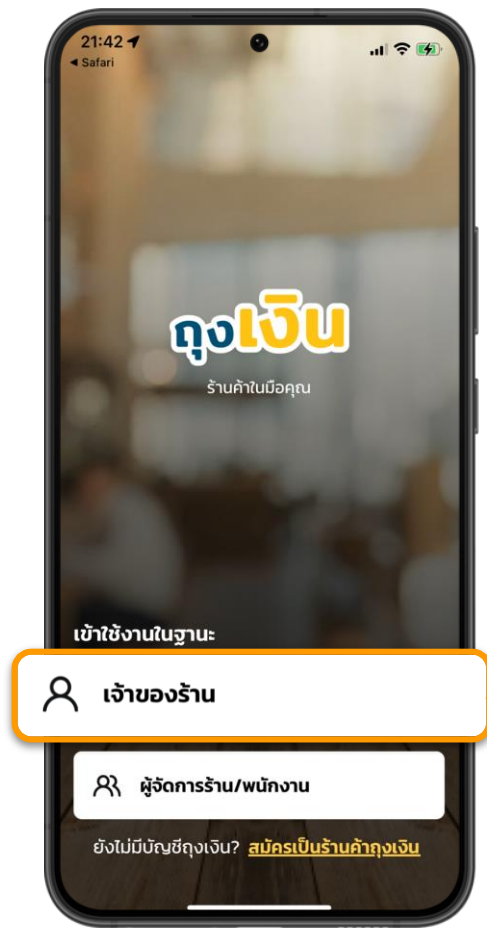 21:42
◀ Safari
ถุงเงิน
ร้านค้าในมือคุณ
เข้าใช้งานในฐานะ
เจ้าของร้าน
ผู้จัดการร้าน/พนักงาน
ยังไม่มีบัญชีถุงเงิน? สมัครเป็นร้านค้าถุงเงิน